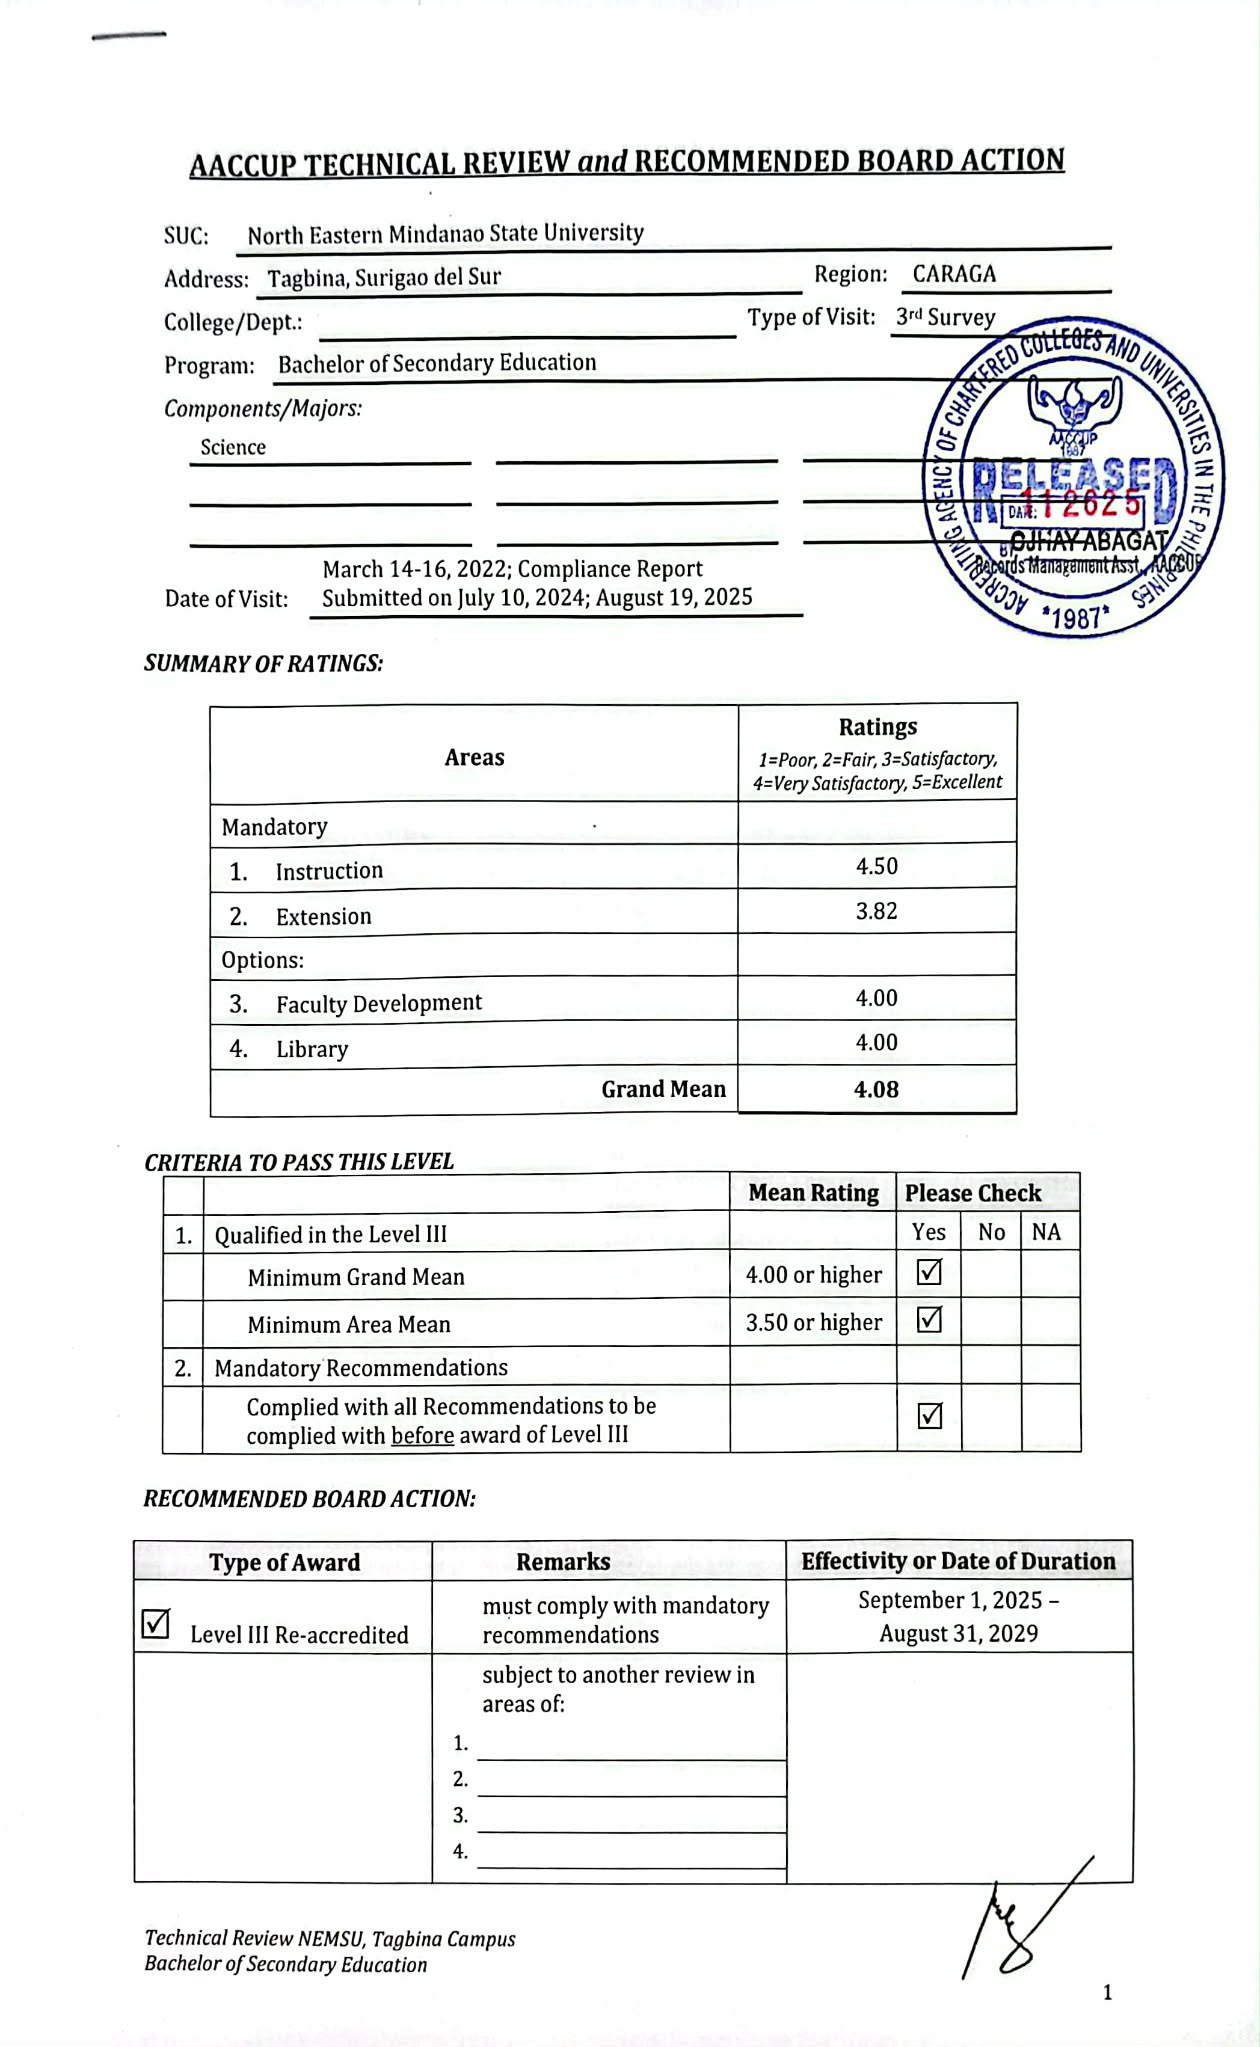 AACCUP TECHNICAL REVIEW and RECOMMENDED BOARD ACTION
SUC: North Eastern Mindanao State University
Address: Tagbina, Surigao del Sur Region: CARAGA
College/Dept.: Type of Visit: 3rd Survey
Program: Bachelor of Secondary Education
Components/Majors:
Science
ACCREDITING AGENCY OF CHARTERED COLLEGES AND UNIVERSITIES IN THE PHILIPPINES
AACCUP
1987
RELEASED
DATE: 112625
BY: OJHAY ABAGAT
Records Management Asst., AACCUP
*1987*
March 14-16, 2022; Compliance Report
Date of Visit: Submitted on July 10, 2024; August 19, 2025
SUMMARY OF RATINGS:
Areas Ratings
1=Poor, 2=Fair, 3=Satisfactory,
4=Very Satisfactory, 5=Excellent
Mandatory
1. Instruction 4.50
2. Extension 3.82
Options:
3. Faculty Development 4.00
4. Library 4.00
Grand Mean 4.08
CRITERIA TO PASS THIS LEVEL
Mean Rating Please Check
1. Qualified in the Level III Yes No NA
Minimum Grand Mean 4.00 or higher ☑
Minimum Area Mean 3.50 or higher ☑
2. Mandatory Recommendations
Complied with all Recommendations to be
complied with before award of Level III ☑
RECOMMENDED BOARD ACTION:
Type of Award Remarks Effectivity or Date of Duration
☑ Level III Re-accredited must comply with mandatory
recommendations September 1, 2025 –
August 31, 2029
subject to another review in
areas of:
1.
2.
3.
4.
Technical Review NEMSU, Tagbina Campus
Bachelor of Secondary Education
1